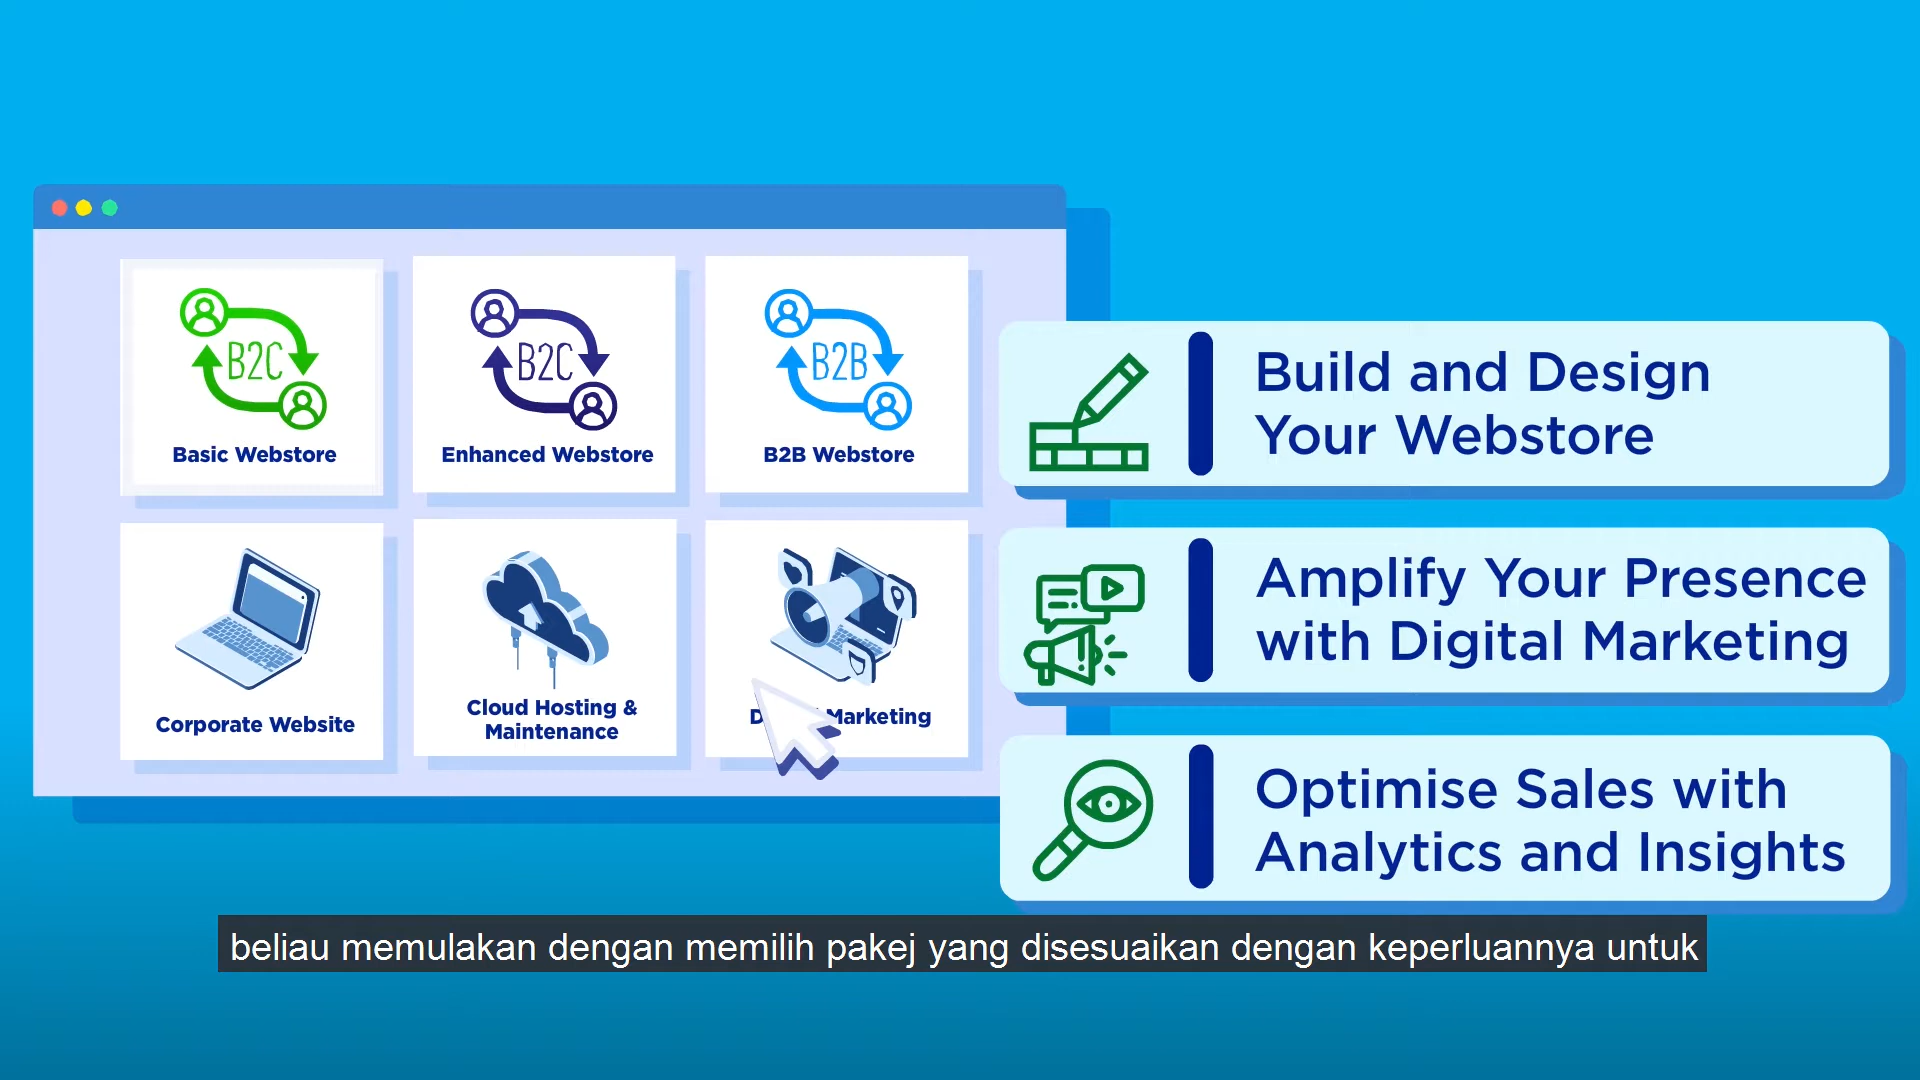 B2C
Basic Webstore
B2C
Enhanced Webstore
B2B
B2B Webstore
Corporate Website
Cloud Hosting &
Maintenance
Marketing
Build and Design
Your Webstore
Amplify Your Presence
with Digital Marketing
Optimise Sales with
Analytics and Insights
beliau memulakan dengan memilih pakej yang disesuaikan dengan keperluannya untuk